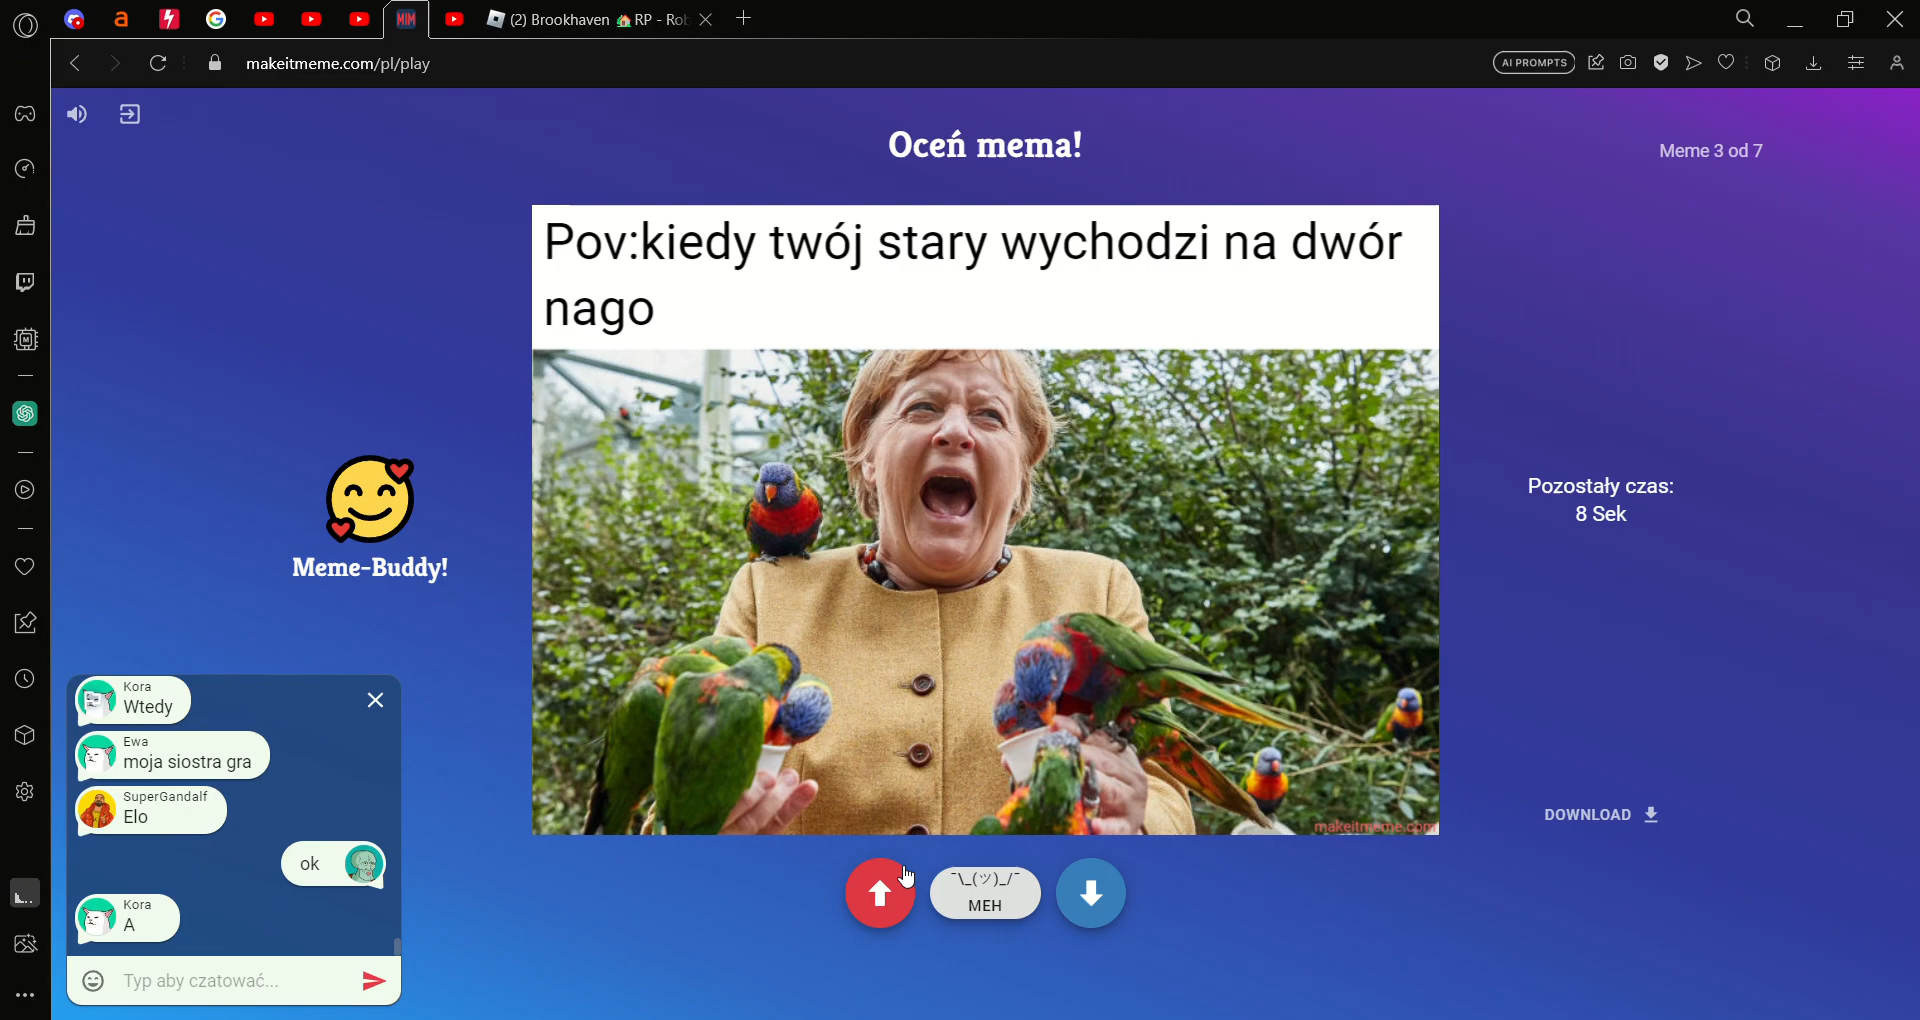 MIM
(2) Brookhaven 🏡RP - Rob
makeitmeme.com/pl/play
AI PROMPTS
Oceń mema!
Meme 3 od 7
Pov:kiedy twój stary wychodzi na dwór
nago
makeitmeme.com
Meme-Buddy!
Pozostały czas:
8 Sek
DOWNLOAD
Kora
Wtedy
Ewa
moja siostra gra
SuperGandalf
Elo
ok
Kora
A
Typ aby czatować...
¯\_(ツ)_/¯
MEH